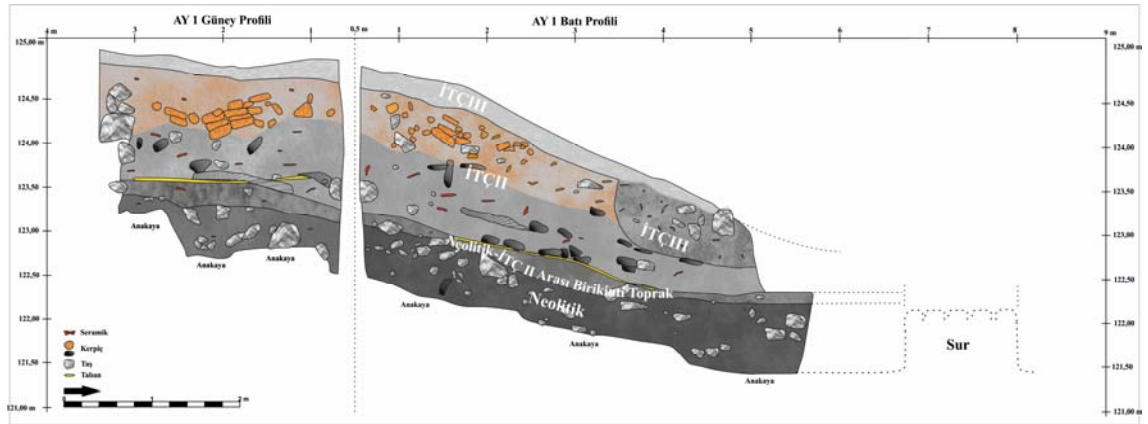 AY 1 Güney Profili
AY 1 Batı Profili
4 m 3 2 1 0,5 m 1 2 3 4 5 6 7 8 9 m
125,00 m
124,50
124,00
123,50
123,00
122,50
122,00
121,50
121,00 m
125,00 m
124,50
124,00
123,50
123,00
122,50
122,00
121,50
121,00 m
İTÇIII
İTÇII
İTÇIII
Neolitik-İTÇ II Arası Birikinti Toprak
Neolitik
Anakaya
Anakaya
Anakaya
Anakaya
Anakaya
Anakaya
Sur
Seramik
Kerpiç
Taş
Taban
0 1 2 m